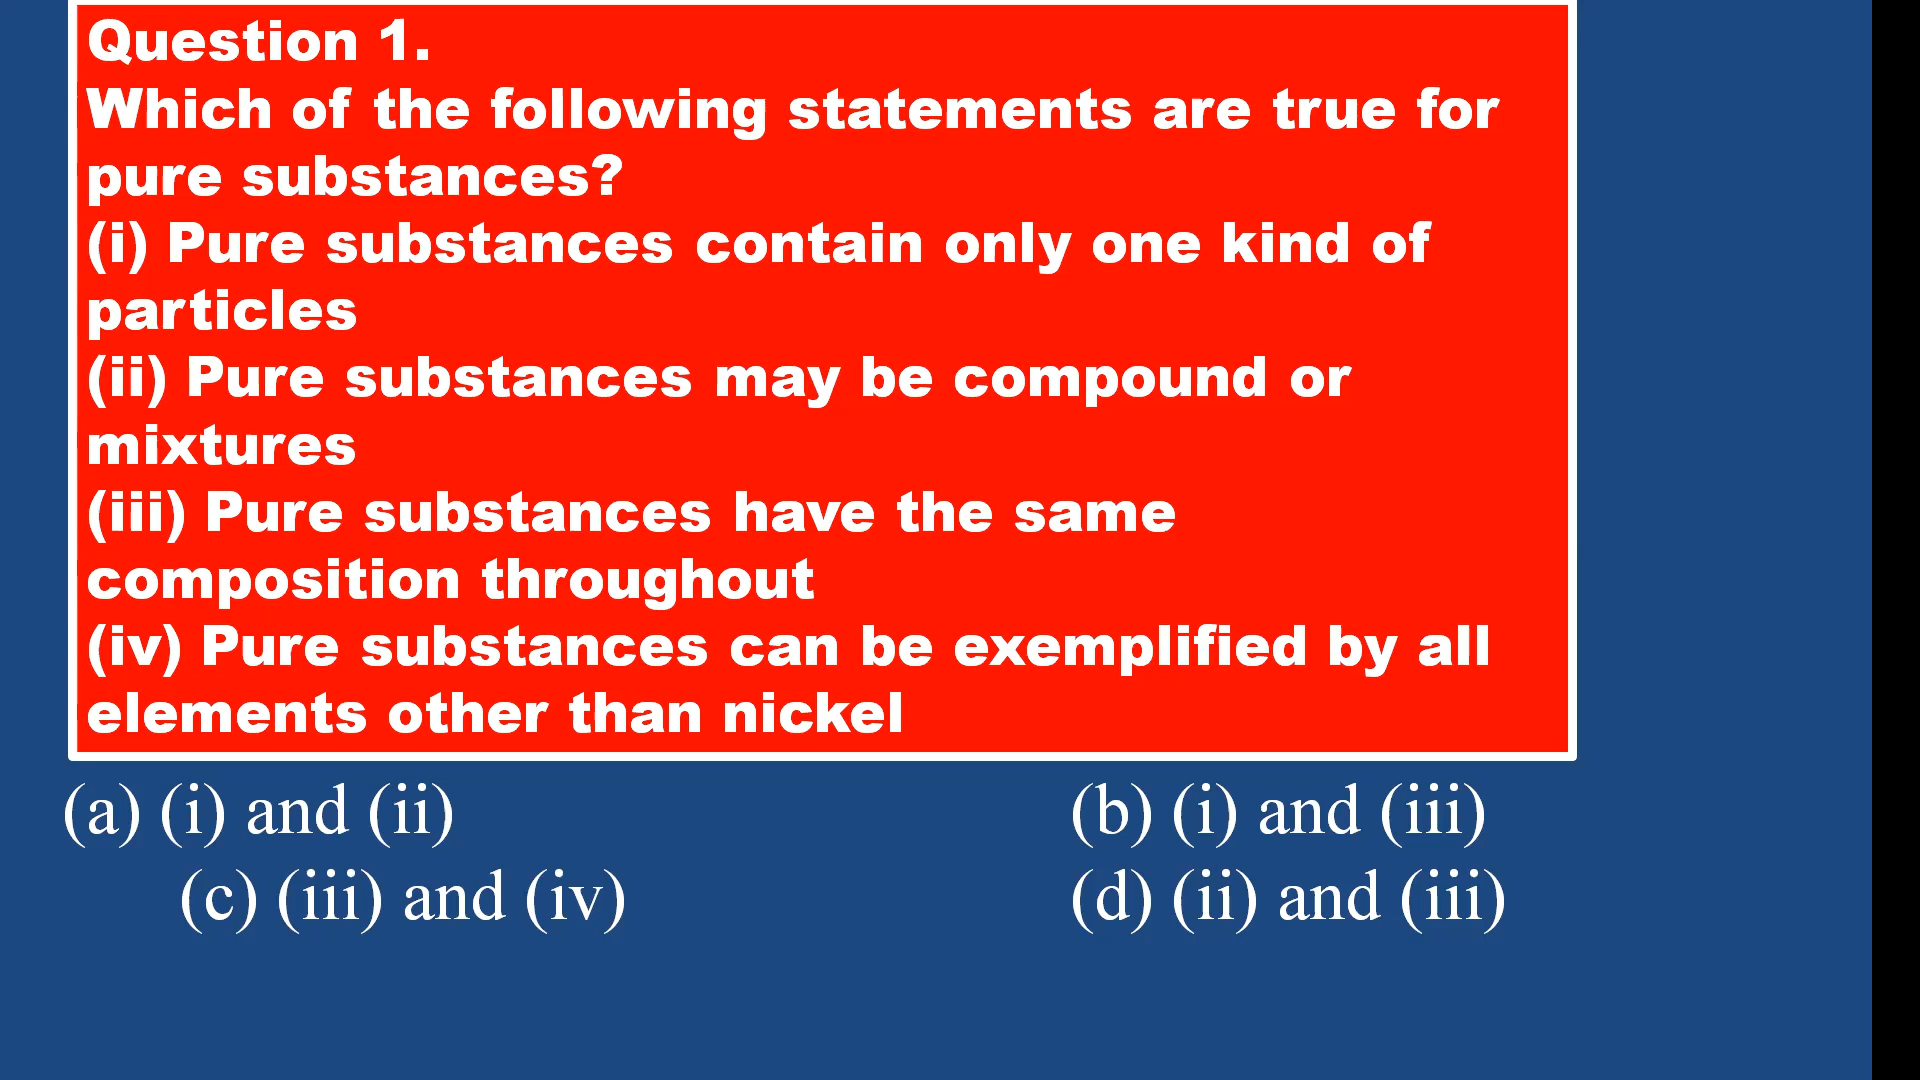 Question 1.
Which of the following statements are true for
pure substances?
(i) Pure substances contain only one kind of
particles
(ii) Pure substances may be compound or
mixtures
(iii) Pure substances have the same
composition throughout
(iv) Pure substances can be exemplified by all
elements other than nickel
(a) (i) and (ii) (b) (i) and (iii)
(c) (iii) and (iv) (d) (ii) and (iii)